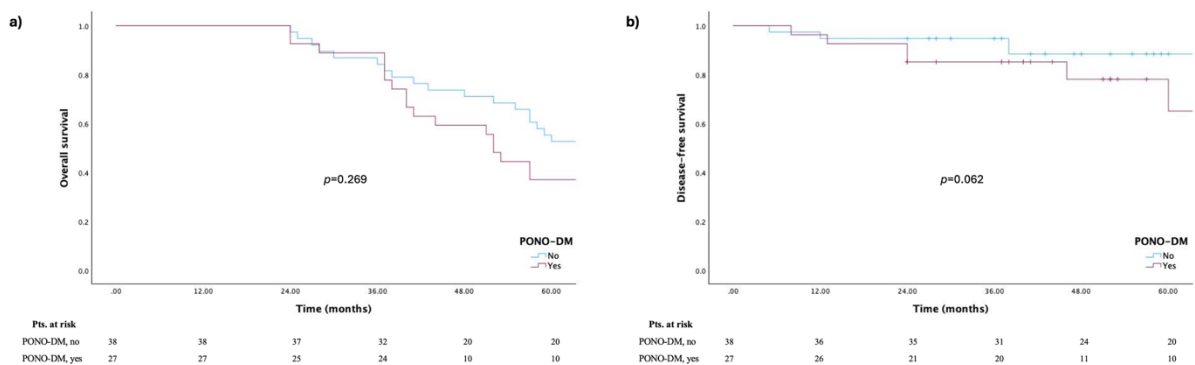 a)
1.0
0.8
0.6
0.4
0.2
0.0
Overall survival
p=0.269
PONO-DM
No
Yes
.00 12.00 24.00 36.00 48.00 60.00
Time (months)
Pts. at risk
PONO-DM, no 38 38 37 32 20 20
PONO-DM, yes 27 27 25 24 10 10
b)
1.0
0.8
0.6
0.4
0.2
0.0
Disease-free survival
p=0.062
PONO-DM
No
Yes
.00 12.00 24.00 36.00 48.00 60.00
Time (months)
Pts. at risk
PONO-DM, no 38 36 35 31 24 20
PONO-DM, yes 27 26 21 20 11 10